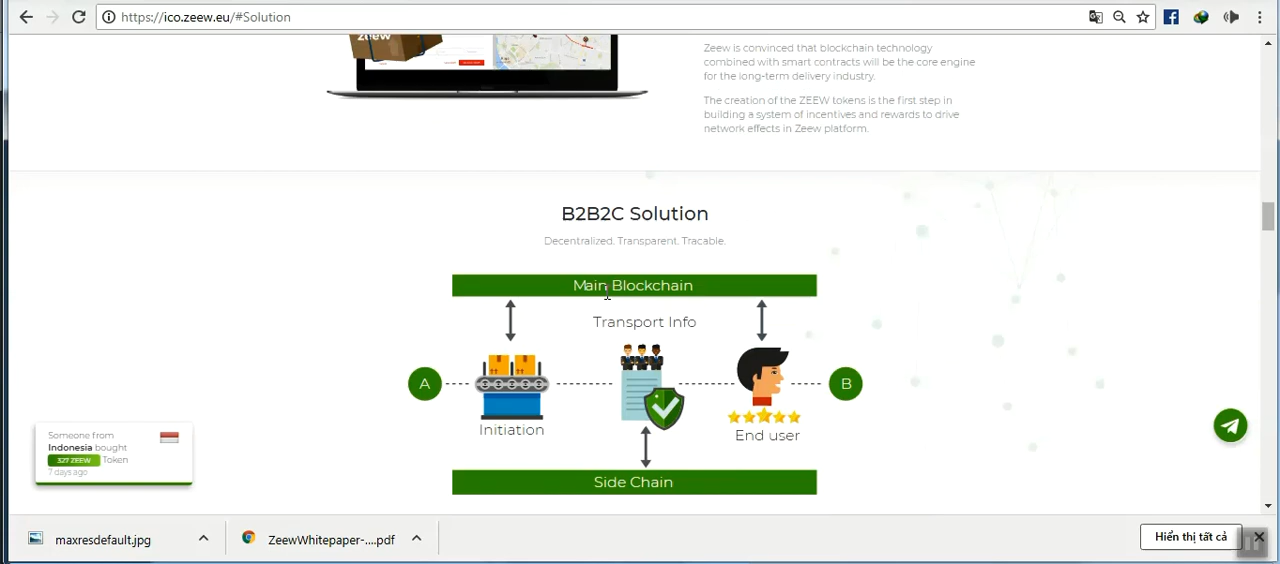 https://ico.zeew.eu/#Solution
zeew
Zeew is convinced that blockchain technology
combined with smart contracts will be the core engine
for the long-term delivery industry.
The creation of the ZEEW tokens is the first step in
building a system of incentives and rewards to drive
network effects in Zeew platform.
B2B2C Solution
Decentralized. Transparent. Tracable.
Main Blockchain
Transport Info
A
B
Initiation
End user
Side Chain
Someone from
Indonesia bought
327 ZEEW Token
7 days ago
maxresdefault.jpg
ZeewWhitepaper-....pdf
Hiển thị tất cả